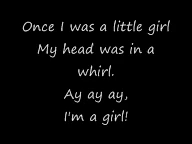 Once I was a little girl
My head was in a
whirl.
Ay ay ay,
I'm a girl!